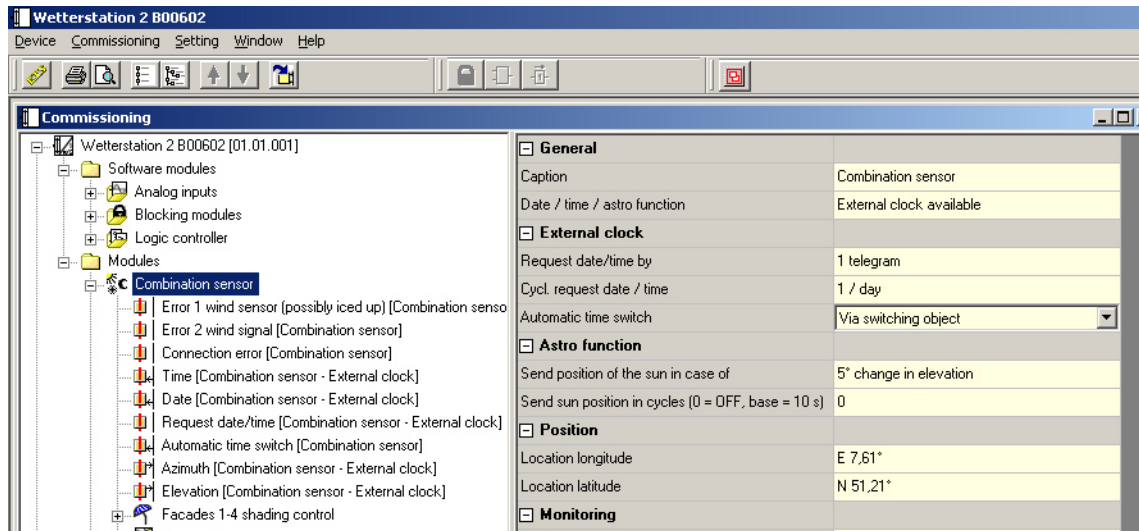 Wetterstation 2 B00602
Device Commissioning Setting Window Help
Commissioning
Wetterstation 2 B00602 [01.01.001]
Software modules
Analog inputs
Blocking modules
Logic controller
Modules
C Combination sensor
Error 1 wind sensor (possibly iced up) [Combination senso
Error 2 wind signal [Combination sensor]
Connection error [Combination sensor]
Time [Combination sensor - External clock]
Date [Combination sensor - External clock]
Request date/time [Combination sensor - External clock]
Automatic time switch [Combination sensor]
Azimuth [Combination sensor - External clock]
Elevation [Combination sensor - External clock]
Facades 1-4 shading control
General
Caption Combination sensor
Date / time / astro function External clock available
External clock
Request date/time by 1 telegram
Cycl. request date / time 1 / day
Automatic time switch Via switching object
Astro function
Send position of the sun in case of 5° change in elevation
Send sun position in cycles (0 = OFF, base = 10 s) 0
Position
Location longitude E 7,61°
Location latitude N 51,21°
Monitoring